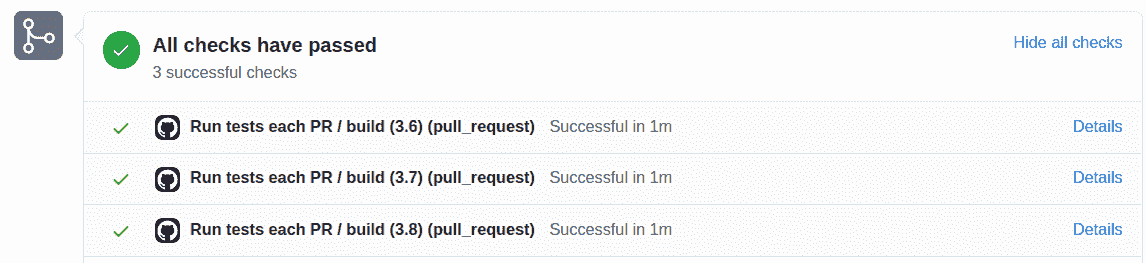 All checks have passed
Hide all checks
3 successful checks
Run tests each PR / build (3.6) (pull_request) Successful in 1m Details
Run tests each PR / build (3.7) (pull_request) Successful in 1m Details
Run tests each PR / build (3.8) (pull_request) Successful in 1m Details